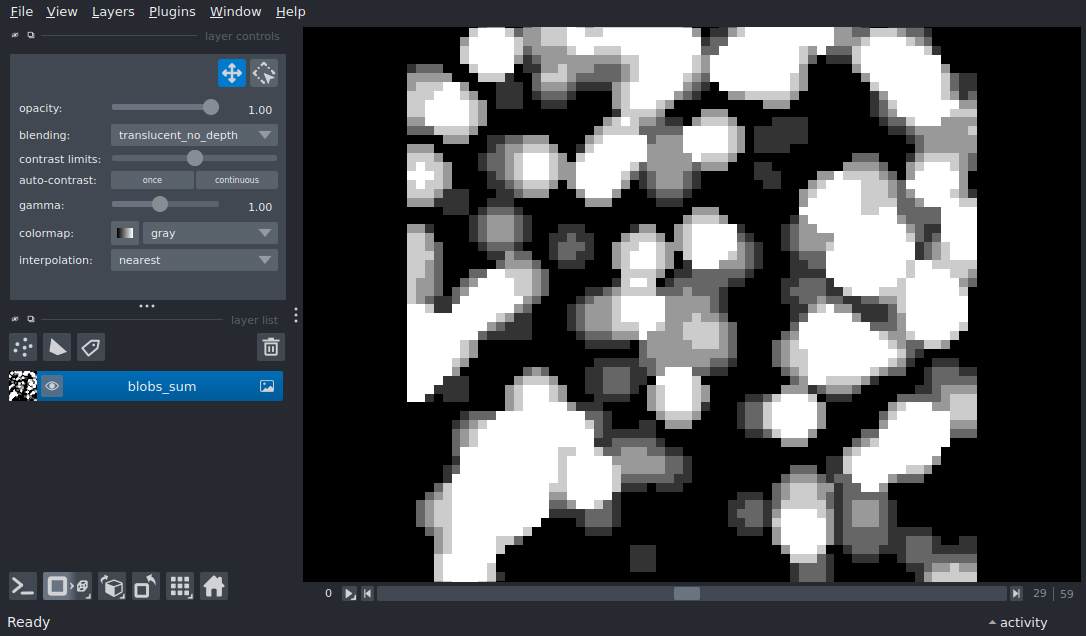 File View Layers Plugins Window Help
layer controls
opacity: 1.00
blending: translucent_no_depth
contrast limits:
auto-contrast: once continuous
gamma: 1.00
colormap: gray
interpolation: nearest
layer list
blobs_sum
0 29 59
Ready activity